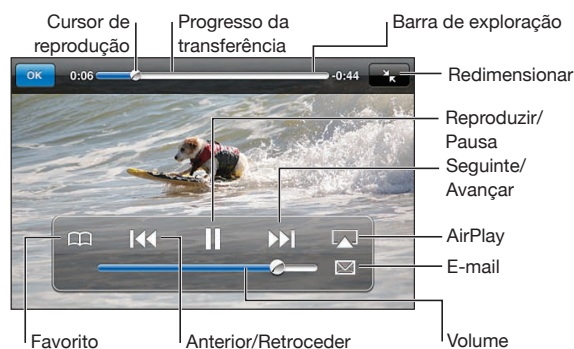 Cursor de
reprodução
Progresso da
transferência
Barra de exploração
OK
0:06
-0:44
Redimensionar
Reproduzir/
Pausa
Seguinte/
Avançar
AirPlay
E-mail
Favorito
Anterior/Retroceder
Volume